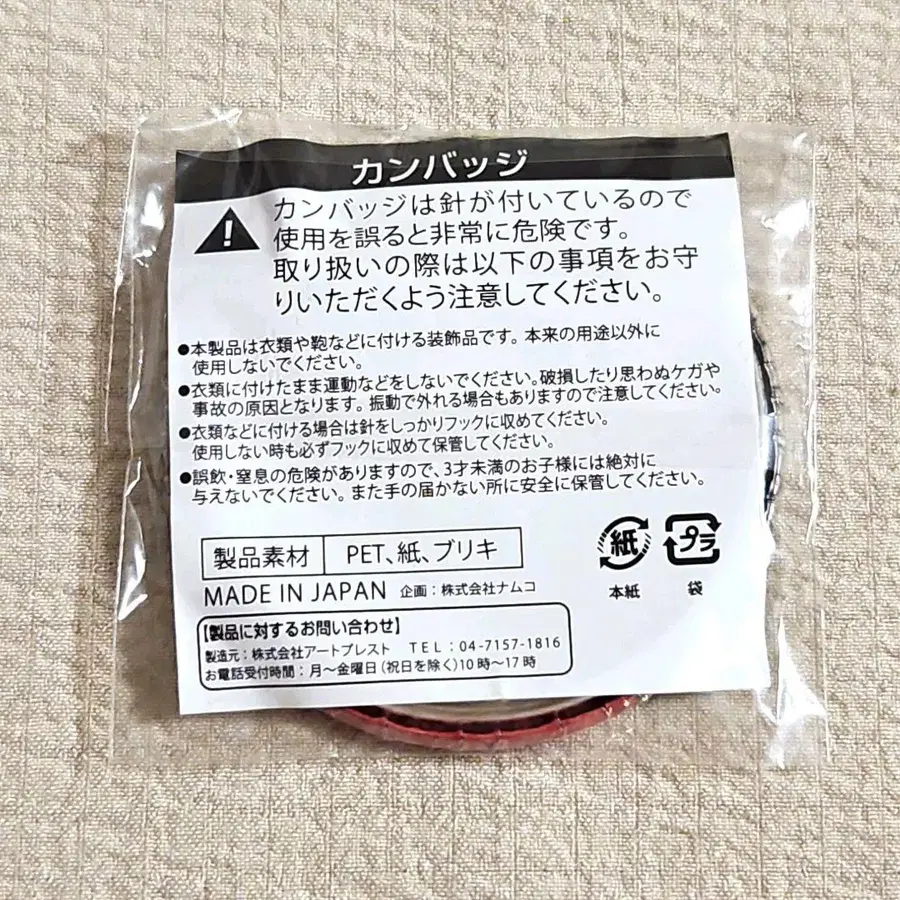 カンバッジ
カンバッジは針が付いているので
使用を誤ると非常に危険です。
取り扱いの際は以下の事項をお守
りいただくよう注意してください。
●本製品は衣類や鞄などに付ける装飾品です。本来の用途以外に
使用しないでください。
●衣類に付けたまま運動などをしないでください。破損したり思わぬケガや
事故の原因となります。振動で外れる場合もありますので注意してください。
●衣類などに付ける場合は針をしっかりフックに収めてください。
使用しない時も必ずフックに収めて保管してください。
●誤飲・窒息の危険がありますので、3才未満のお子様には絶対に
与えないでください。また手の届かない所に安全に保管してください。
製品素材 PET、紙、ブリキ
紙 プラ
本紙 袋
MADE IN JAPAN 企画：株式会社ナムコ
【製品に対するお問い合わせ】
製造元：株式会社アートプレスト TEL：04-7157-1816
お電話受付時間：月～金曜日（祝日を除く）10時～17時